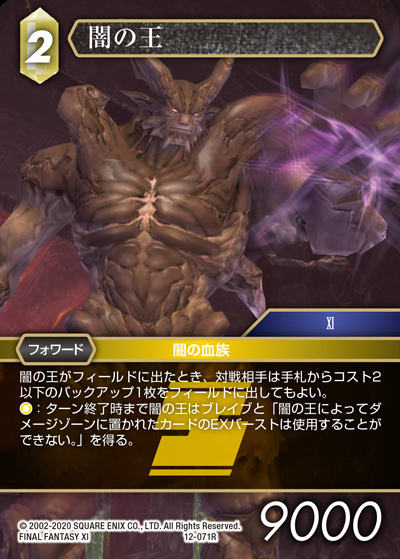 2
闇の王
XI
フォワード
闇の血族
闇の王がフィールドに出たとき、対戦相手は手札からコスト2
以下のバックアップ1枚をフィールドに出してもよい。
：ターン終了時まで闇の王はブレイブと「闇の王によってダ
メージゾーンに置かれたカードのEXバーストは使用することが
できない。」を得る。
© 2002-2020 SQUARE ENIX CO., LTD. All Rights Reserved.
FINAL FANTASY XI
12-071R
9000